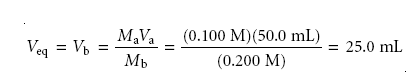 V_eq = V_b = M_aV_a / M_b = (0.100 M)(50.0 mL) / (0.200 M) = 25.0 mL